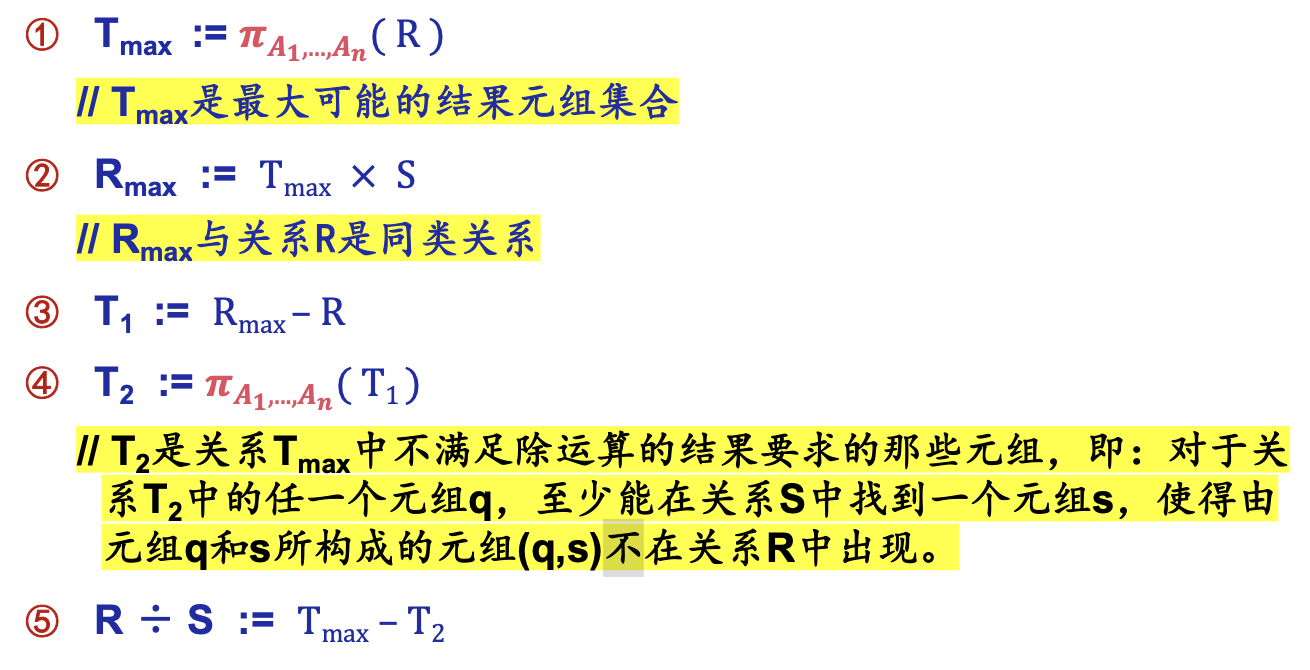 ① Tmax := πA1,…,An( R )
// Tmax是最大可能的结果元组集合
② Rmax := Tmax × S
// Rmax与关系R是同类关系
③ T1 := Rmax – R
④ T2 := πA1,…,An( T1 )
// T2是关系Tmax中不满足除运算的结果要求的那些元组，即：对于关
系T2中的任一个元组q，至少能在关系S中找到一个元组s，使得由
元组q和s所构成的元组(q,s)不在关系R中出现。
⑤ R ÷ S := Tmax – T2